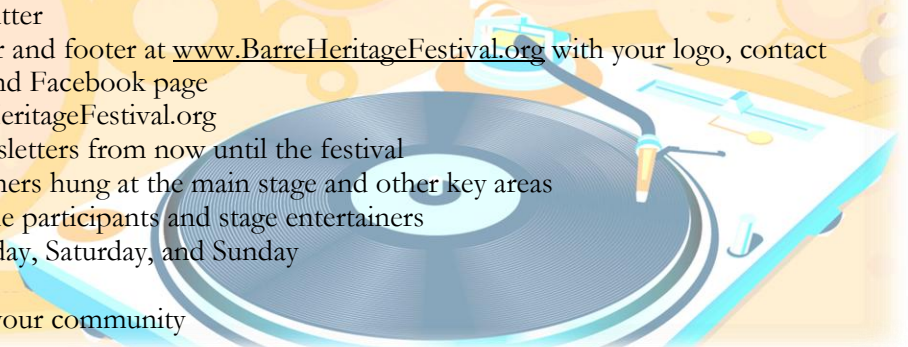 tter
r and footer at www.BarreHeritageFestival.org with your logo, contact
nd Facebook page
eritageFestival.org
sletters from now until the festival
ners hung at the main stage and other key areas
e participants and stage entertainers
day, Saturday, and Sunday
your community